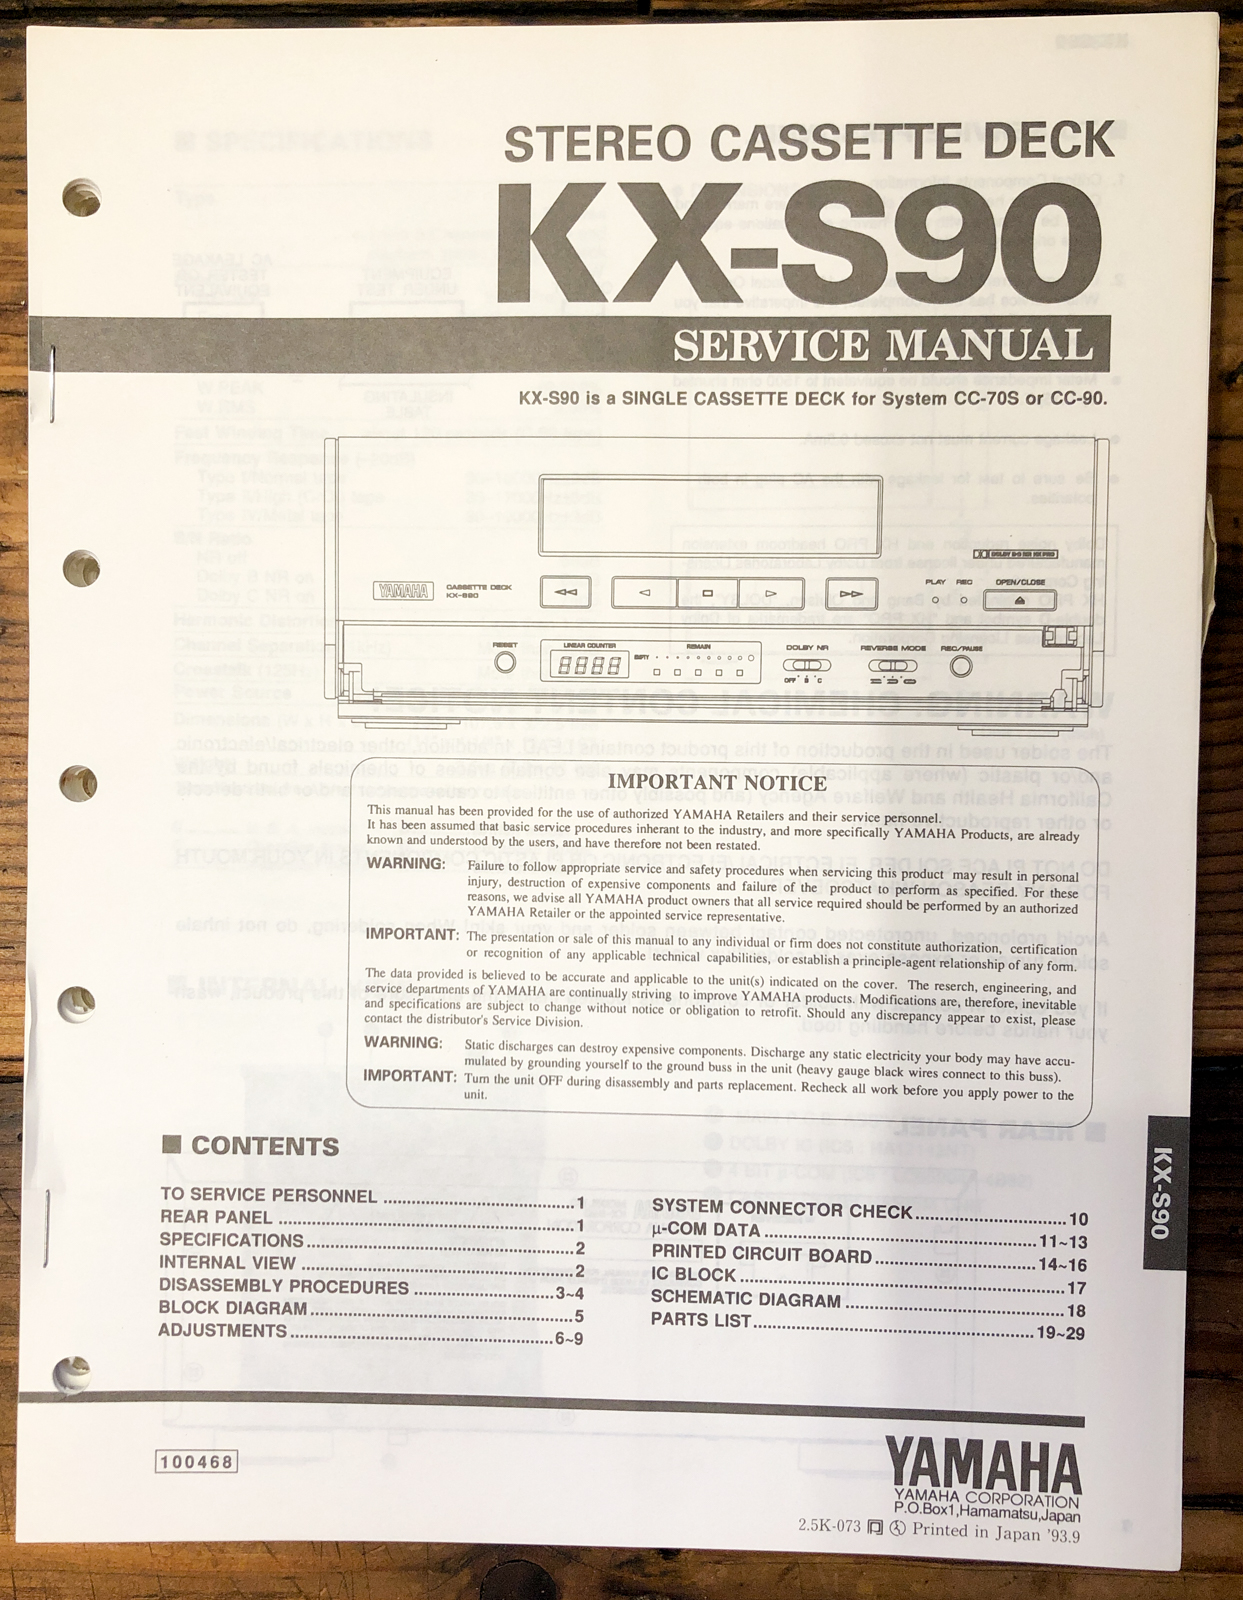 STEREO CASSETTE DECK
KX-S90
SERVICE MANUAL
KX-S90 is a SINGLE CASSETTE DECK for System CC-70S or CC-90.
DOLBY B-C NR HX PRO
YAMAHA
CASSETTE DECK
KX-S90
PLAY REC OPEN/CLOSE
RESET
LINEAR COUNTER
REMAIN
EMPTY
DOLBY NR
OFF B C
REVERSE MODE
REC/PAUSE
IMPORTANT NOTICE
This manual has been provided for the use of authorized YAMAHA Retailers and their service personnel.
It has been assumed that basic service procedures inherant to the industry, and more specifically YAMAHA Products, are already
known and understood by the users, and have therefore not been restated.
WARNING: Failure to follow appropriate service and safety procedures when servicing this product may result in personal
injury, destruction of expensive components and failure of the product to perform as specified. For these
reasons, we advise all YAMAHA product owners that all service required should be performed by an authorized
YAMAHA Retailer or the appointed service representative.
IMPORTANT: The presentation or sale of this manual to any individual or firm does not constitute authorization, certification
or recognition of any applicable technical capabilities, or establish a principle-agent relationship of any form.
The data provided is believed to be accurate and applicable to the unit(s) indicated on the cover. The reserch, engineering, and
service departments of YAMAHA are continually striving to improve YAMAHA products. Modifications are, therefore, inevitable
and specifications are subject to change without notice or obligation to retrofit. Should any discrepancy appear to exist, please
contact the distributor's Service Division.
WARNING: Static discharges can destroy expensive components. Discharge any static electricity your body may have accu-
mulated by grounding yourself to the ground buss in the unit (heavy gauge black wires connect to this buss).
IMPORTANT: Turn the unit OFF during disassembly and parts replacement. Recheck all work before you apply power to the
unit.
■ CONTENTS
TO SERVICE PERSONNEL ........ 1
REAR PANEL ........ 1
SPECIFICATIONS ........ 2
INTERNAL VIEW ........ 2
DISASSEMBLY PROCEDURES ........ 3~4
BLOCK DIAGRAM ........ 5
ADJUSTMENTS ........ 6~9
SYSTEM CONNECTOR CHECK ........ 10
µ-COM DATA ........ 11~13
PRINTED CIRCUIT BOARD ........ 14~16
IC BLOCK ........ 17
SCHEMATIC DIAGRAM ........ 18
PARTS LIST ........ 19~29
KX-S90
100468
YAMAHA
YAMAHA CORPORATION
P.O.Box1,Hamamatsu,Japan
2.5K-073 Printed in Japan '93.9